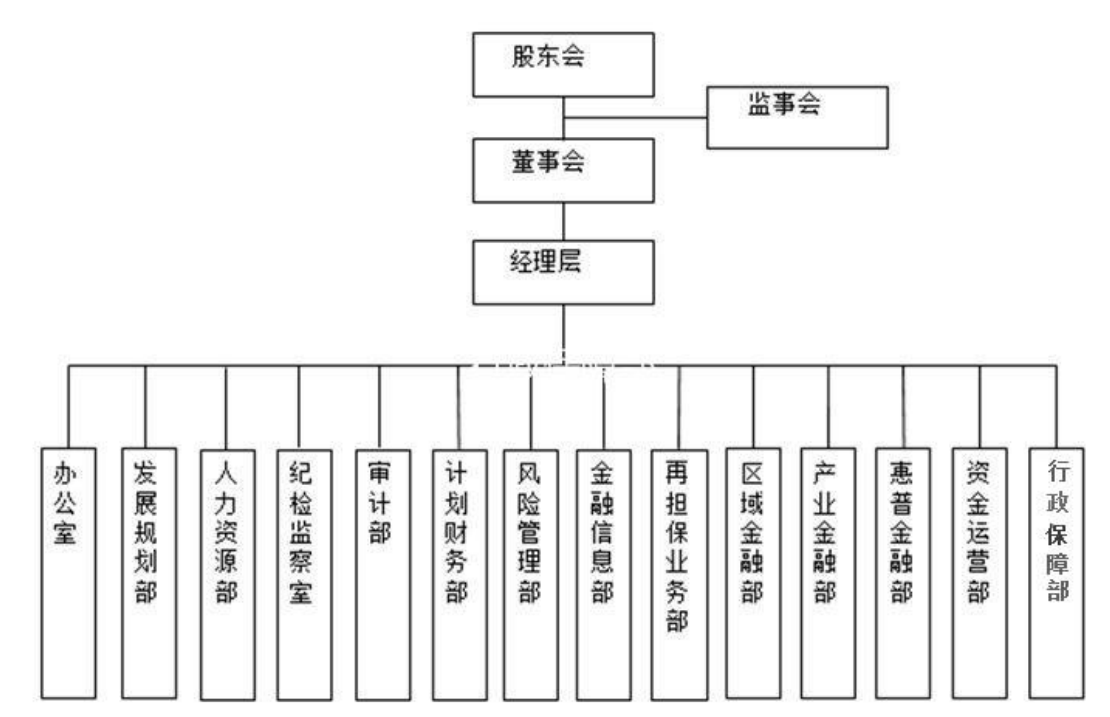 股东会
监事会
董事会
经理层
办公室
发展规划部
人力资源部
纪检监察室
审计部
计划财务部
风险管理部
金融信息部
再担保业务部
区域金融部
产业金融部
惠普金融部
资金运营部
行政保障部